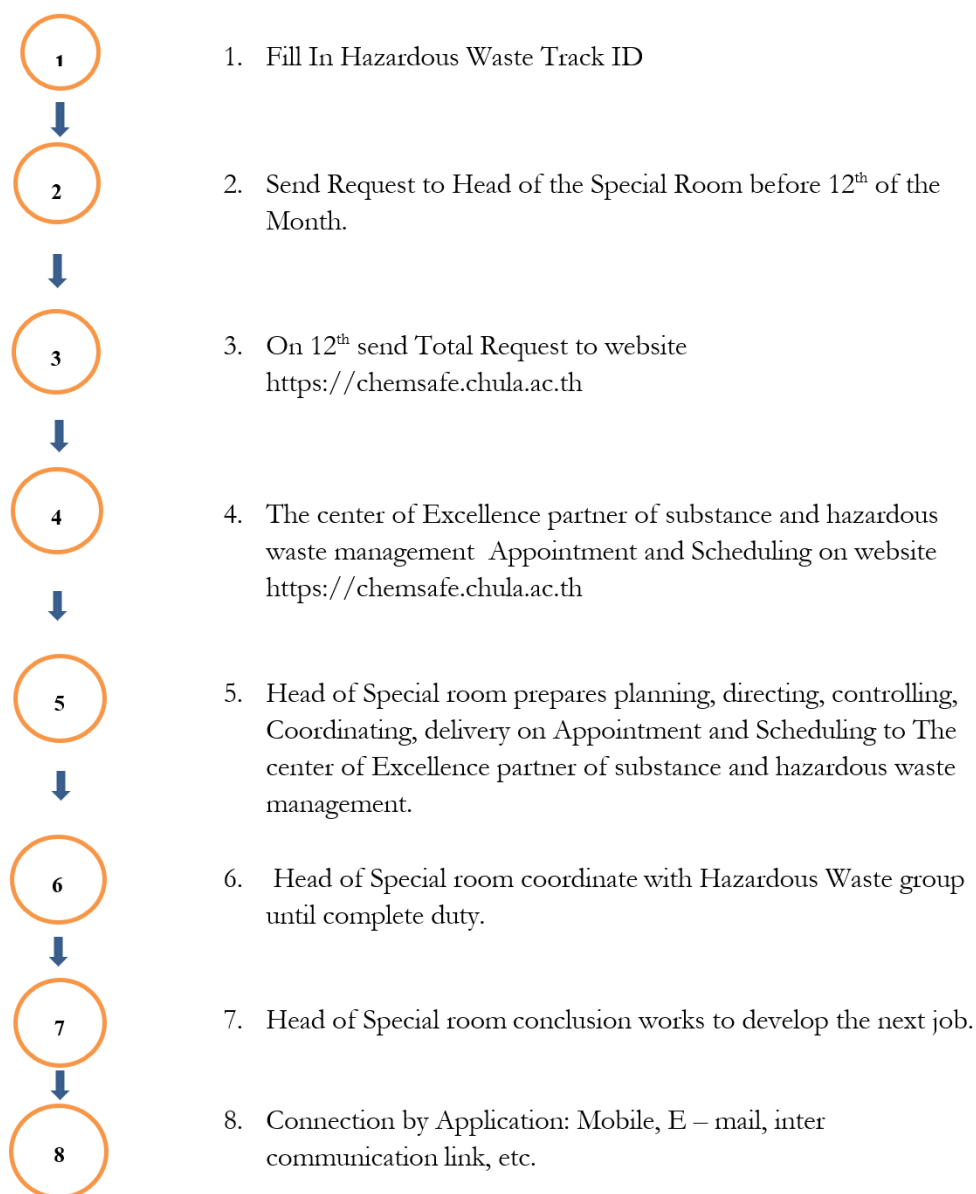 1
1. Fill In Hazardous Waste Track ID
2
2. Send Request to Head of the Special Room before 12th of the
Month.
3
3. On 12th send Total Request to website
https://chemsafe.chula.ac.th
4
4. The center of Excellence partner of substance and hazardous
waste management Appointment and Scheduling on website
https://chemsafe.chula.ac.th
5
5. Head of Special room prepares planning, directing, controlling,
Coordinating, delivery on Appointment and Scheduling to The
center of Excellence partner of substance and hazardous waste
management.
6
6. Head of Special room coordinate with Hazardous Waste group
until complete duty.
7
7. Head of Special room conclusion works to develop the next job.
8
8. Connection by Application: Mobile, E – mail, inter
communication link, etc.